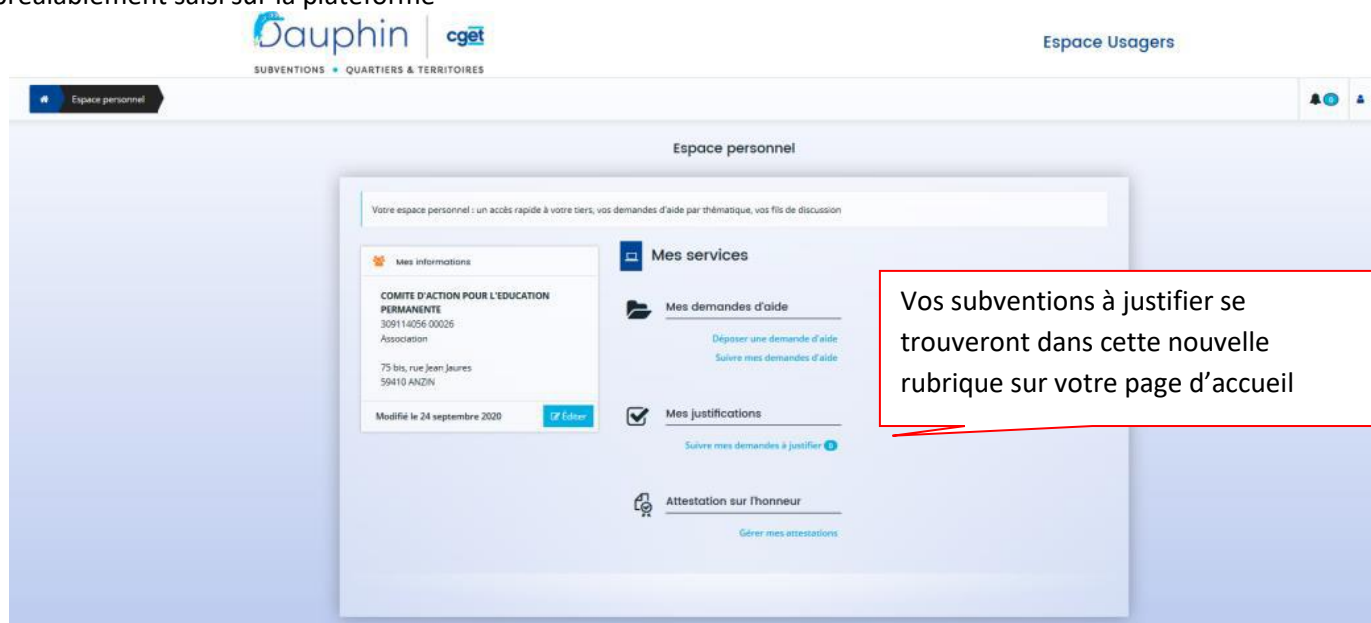 préalablement saisi sur la plateforme
Dauphin cget
SUBVENTIONS • QUARTIERS & TERRITOIRES
Espace Usagers
Espace personnel
0
Espace personnel
Votre espace personnel : un accès rapide à votre tiers, vos demandes d'aide par thématique, vos fils de discussion
Mes informations
COMITE D'ACTION POUR L'EDUCATION
PERMANENTE
309114056 00026
Association
75 bis, rue Jean Jaures
59410 ANZIN
Modifié le 24 septembre 2020
Éditer
Mes services
Mes demandes d'aide
Déposer une demande d'aide
Suivre mes demandes d'aide
Mes justifications
Suivre mes demandes à justifier 0
Attestation sur l'honneur
Gérer mes attestations
Vos subventions à justifier se
trouveront dans cette nouvelle
rubrique sur votre page d’accueil